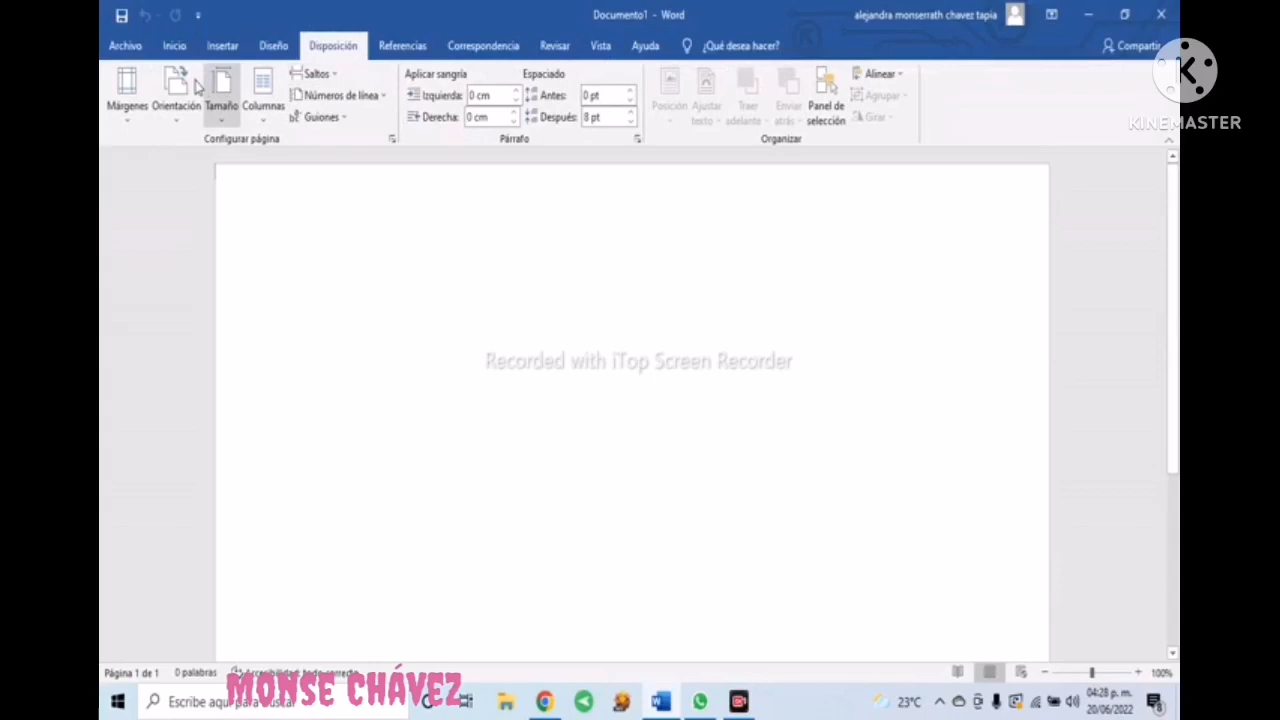 Documento1 - Word
alejandra monserrath chavez tapia
Archivo Inicio Insertar Diseño Disposición Referencias Correspondencia Revisar Vista Ayuda ¿Qué desea hacer? Compartir
KINEMASTER
Márgenes Orientación Tamaño Columnas
Saltos
Números de línea
Guiones
Configurar página
Aplicar sangría Espaciado
Izquierda: 0 cm Antes: 0 pt
Derecha: 0 cm Después: 8 pt
Párrafo
Posición Ajustar texto Traer adelante Enviar atrás Panel de selección
Alinear
Agrupar
Girar
Organizar
Recorded with iTop Screen Recorder
Página 1 de 1 0 palabras Accesibilidad: todo correcto 100%
MONSE CHÁVEZ
Escribe aquí para buscar
23°C
04:28 p. m.
20/06/2022
8